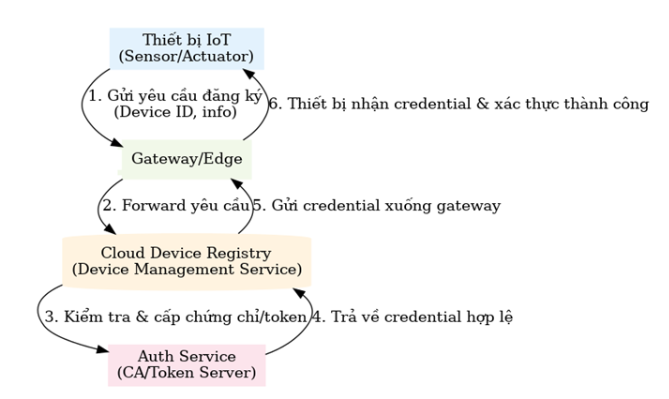 Thiết bị IoT
(Sensor/Actuator)
1. Gửi yêu cầu đăng ký
(Device ID, info)
6. Thiết bị nhận credential & xác thực thành công
Gateway/Edge
2. Forward yêu cầu
5. Gửi credential xuống gateway
Cloud Device Registry
(Device Management Service)
3. Kiểm tra & cấp chứng chỉ/token
4. Trả về credential hợp lệ
Auth Service
(CA/Token Server)